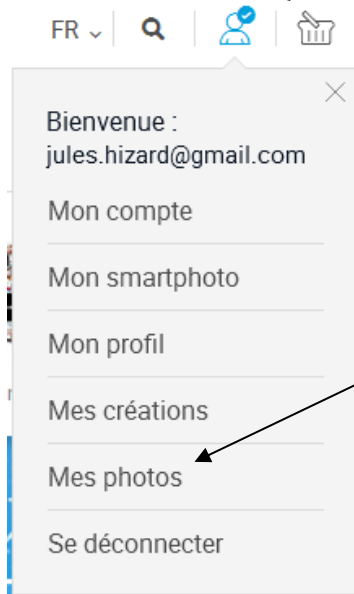 FR
Bienvenue :
jules.hizard@gmail.com
Mon compte
Mon smartphoto
Mon profil
Mes créations
Mes photos
Se déconnecter